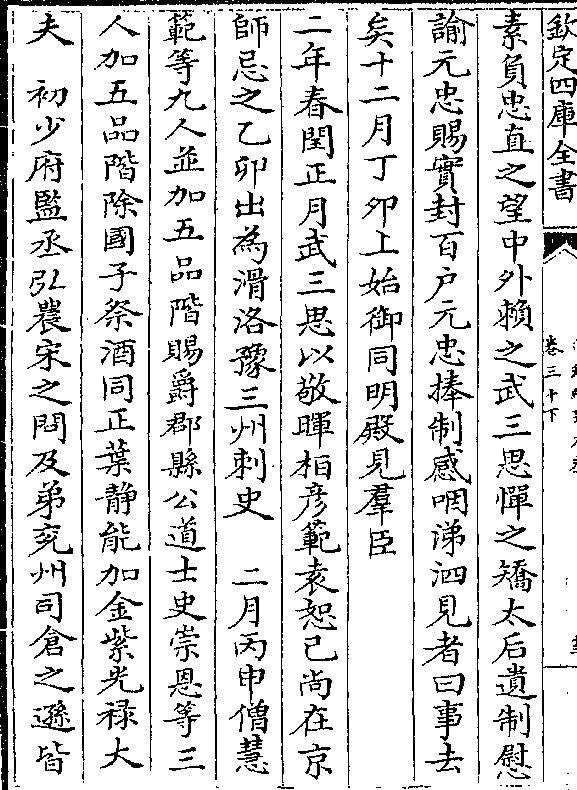 欽定四庫全書
卷三十下
素負忠直之望中外賴之武三思憚之矯太后遺制慰
諭元忠賜實封百户元忠捧制感咽涕泗見者曰事去
矣十二月丁卯上始御同明殿見羣臣
二年春閏正月武三思以敬暉桓彦範袁恕己尚在京
師忌之乙卯出為滑洛豫三州刺史　二月丙申僧慧
範等九人並加五品階賜爵郡縣公道士史崇恩等三
人加五品階除國子祭酒同正葉静能加金紫光禄大
夫　初少府監丞弘農宋之問及弟兖州司倉之遜皆